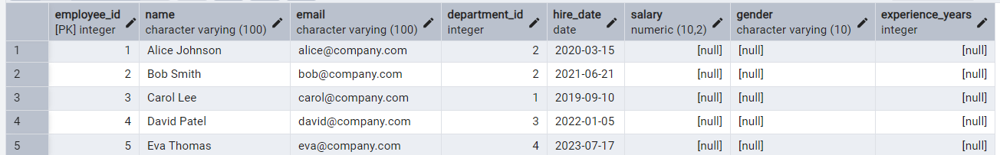 employee_id name email department_id hire_date salary gender experience_years
[PK] integer character varying (100) character varying (100) integer date numeric (10,2) character varying (10) integer
1 1 Alice Johnson alice@company.com 2 2020-03-15 [null] [null] [null]
2 2 Bob Smith bob@company.com 2 2021-06-21 [null] [null] [null]
3 3 Carol Lee carol@company.com 1 2019-09-10 [null] [null] [null]
4 4 David Patel david@company.com 3 2022-01-05 [null] [null] [null]
5 5 Eva Thomas eva@company.com 4 2023-07-17 [null] [null] [null]